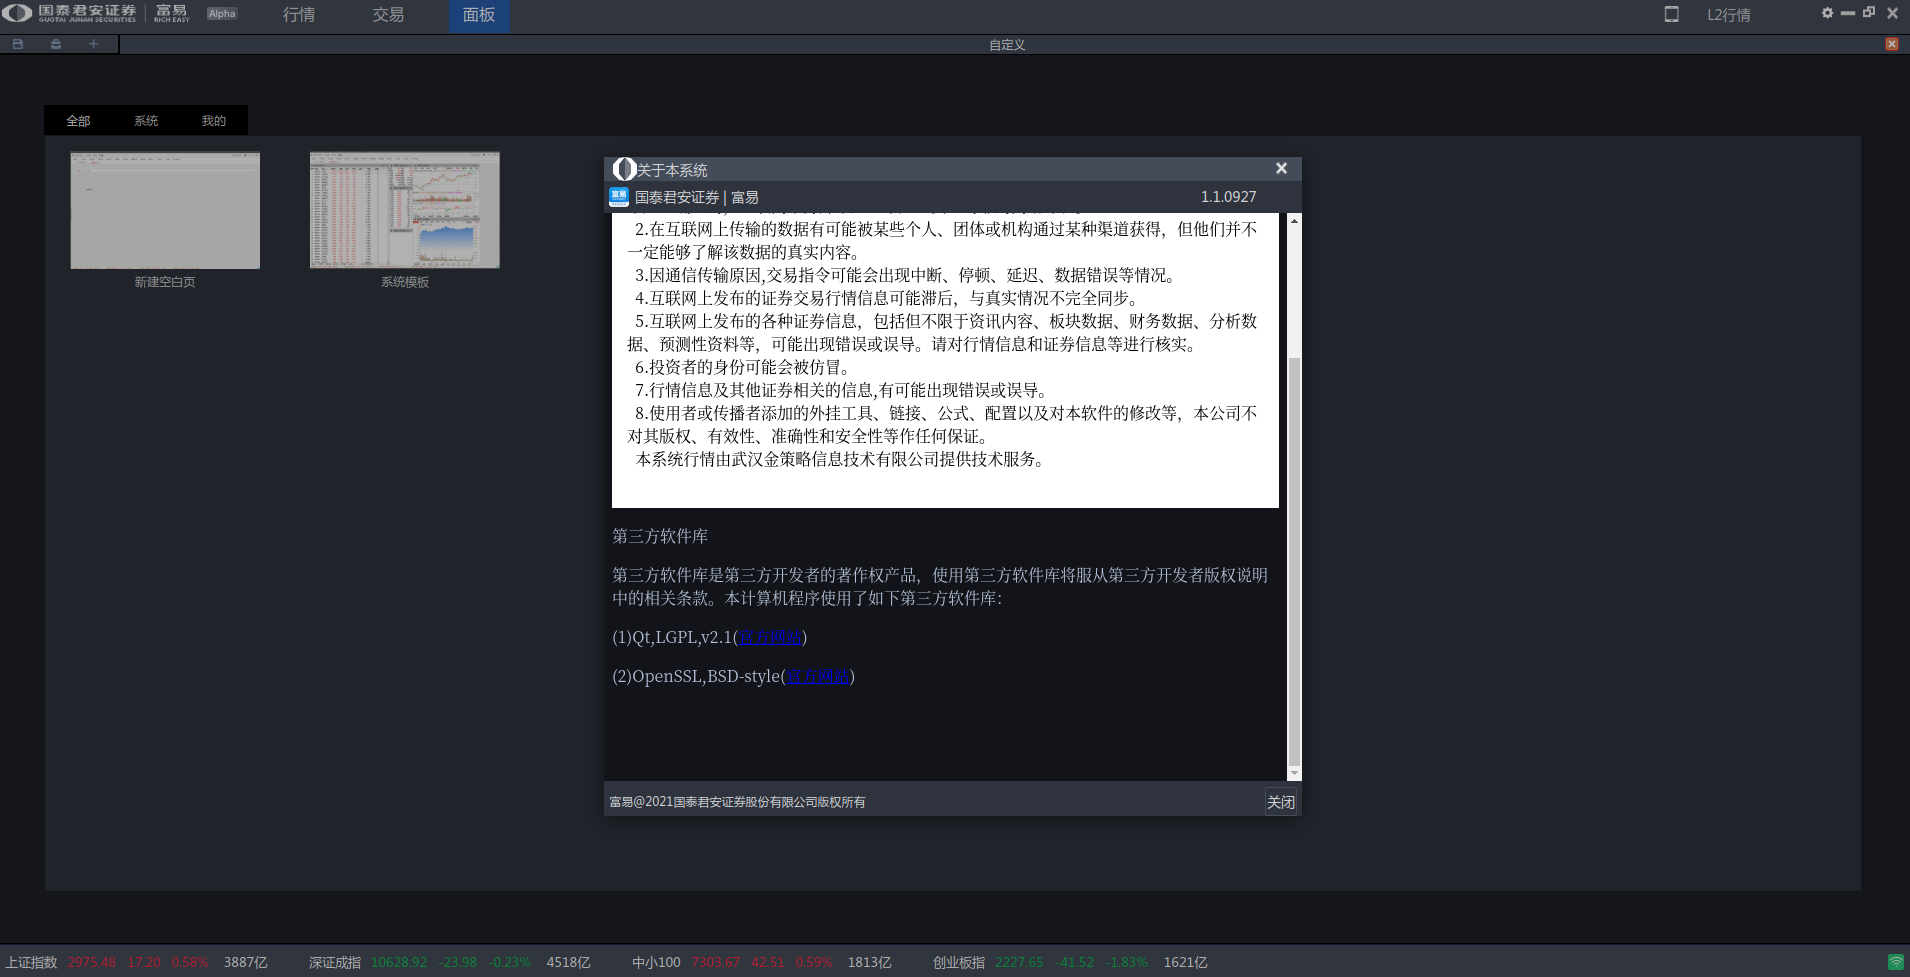 国泰君安证券 富易 Alpha 行情 交易 面板 L2行情
GUOTAI JUNAN SECURITIES RICH EASY
自定义
全部 系统 我的
新建空白页 系统模板
关于本系统
富易 国泰君安证券 | 富易 1.1.0927
2.在互联网上传输的数据有可能被某些个人、团体或机构通过某种渠道获得，但他们并不
一定能够了解该数据的真实内容。
3.因通信传输原因,交易指令可能会出现中断、停顿、延迟、数据错误等情况。
4.互联网上发布的证券交易行情信息可能滞后，与真实情况不完全同步。
5.互联网上发布的各种证券信息，包括但不限于资讯内容、板块数据、财务数据、分析数
据、预测性资料等，可能出现错误或误导。请对行情信息和证券信息等进行核实。
6.投资者的身份可能会被仿冒。
7.行情信息及其他证券相关的信息,有可能出现错误或误导。
8.使用者或传播者添加的外挂工具、链接、公式、配置以及对本软件的修改等，本公司不
对其版权、有效性、准确性和安全性等作任何保证。
本系统行情由武汉金策略信息技术有限公司提供技术服务。
第三方软件库
第三方软件库是第三方开发者的著作权产品，使用第三方软件库将服从第三方开发者版权说明
中的相关条款。本计算机程序使用了如下第三方软件库：
(1)Qt,LGPL,v2.1(官方网站)
(2)OpenSSL,BSD-style(官方网站)
富易@2021国泰君安证券股份有限公司版权所有 关闭
上证指数 2975.48 17.20 0.58% 3887亿 深证成指 10628.92 -23.98 -0.23% 4518亿 中小100 7303.67 42.51 0.59% 1813亿 创业板指 2227.65 -41.52 -1.83% 1621亿